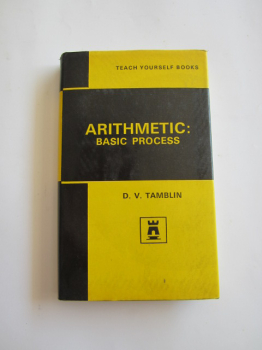 TEACH YOURSELF BOOKS
ARITHMETIC:
BASIC PROCESS
D. V. TAMBLIN